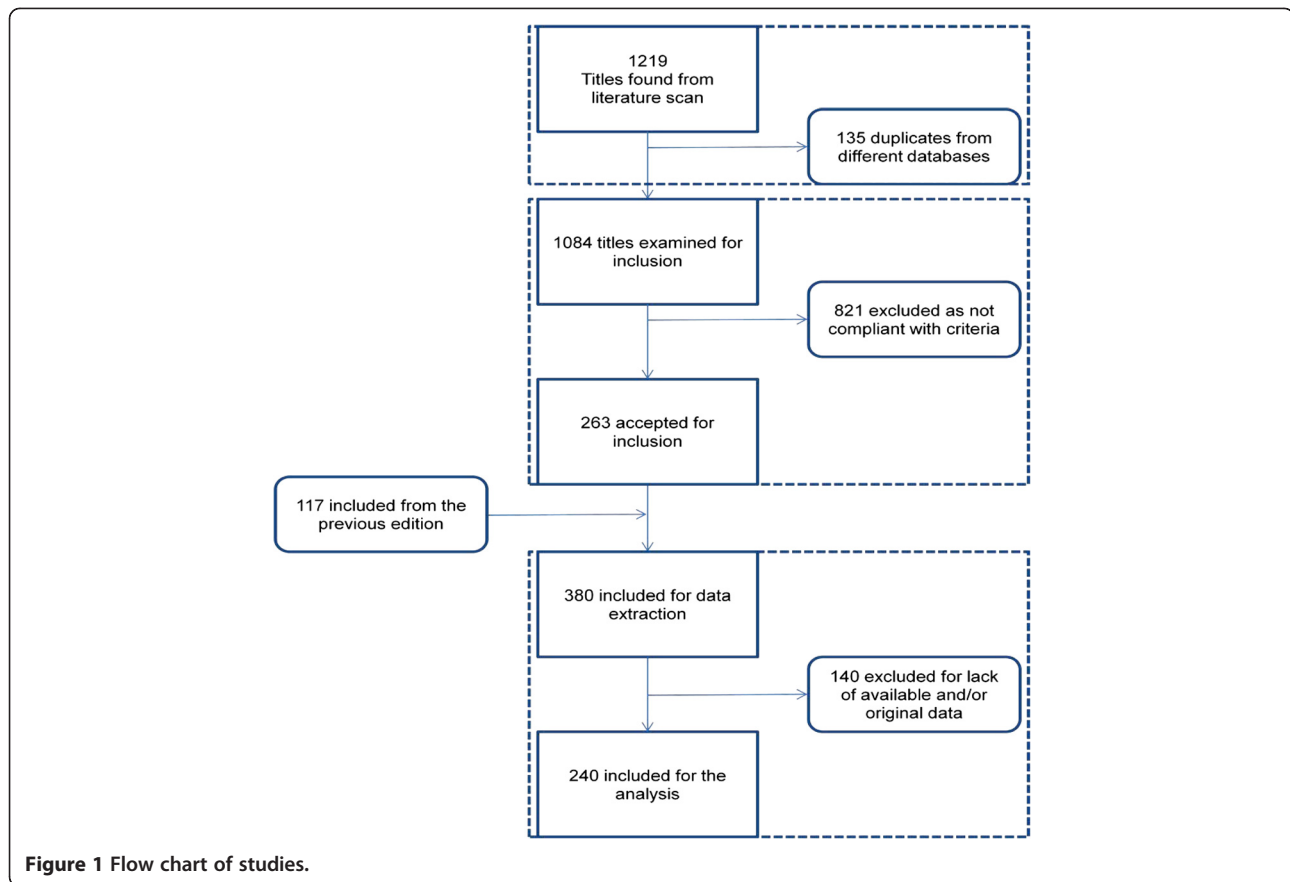 1219
Titles found from
literature scan
135 duplicates from
different databases
1084 titles examined for
inclusion
821 excluded as not
compliant with criteria
263 accepted for
inclusion
117 included from the
previous edition
380 included for data
extraction
140 excluded for lack
of available and/or
original data
240 included for the
analysis
Figure 1 Flow chart of studies.